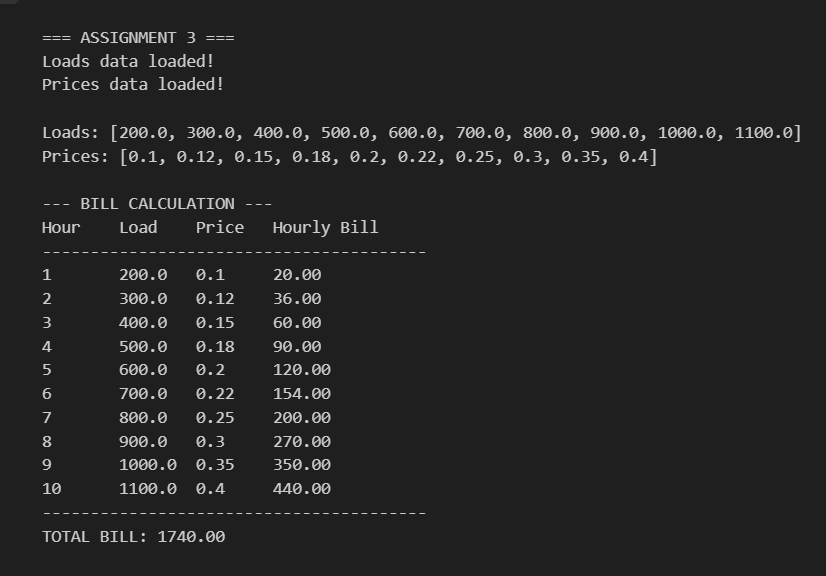 === ASSIGNMENT 3 ===
Loads data loaded!
Prices data loaded!
Loads: [200.0, 300.0, 400.0, 500.0, 600.0, 700.0, 800.0, 900.0, 1000.0, 1100.0]
Prices: [0.1, 0.12, 0.15, 0.18, 0.2, 0.22, 0.25, 0.3, 0.35, 0.4]
--- BILL CALCULATION ---
Hour    Load    Price   Hourly Bill
----------------------------------------
1       200.0   0.1     20.00
2       300.0   0.12    36.00
3       400.0   0.15    60.00
4       500.0   0.18    90.00
5       600.0   0.2     120.00
6       700.0   0.22    154.00
7       800.0   0.25    200.00
8       900.0   0.3     270.00
9       1000.0  0.35    350.00
10      1100.0  0.4     440.00
----------------------------------------
TOTAL BILL: 1740.00